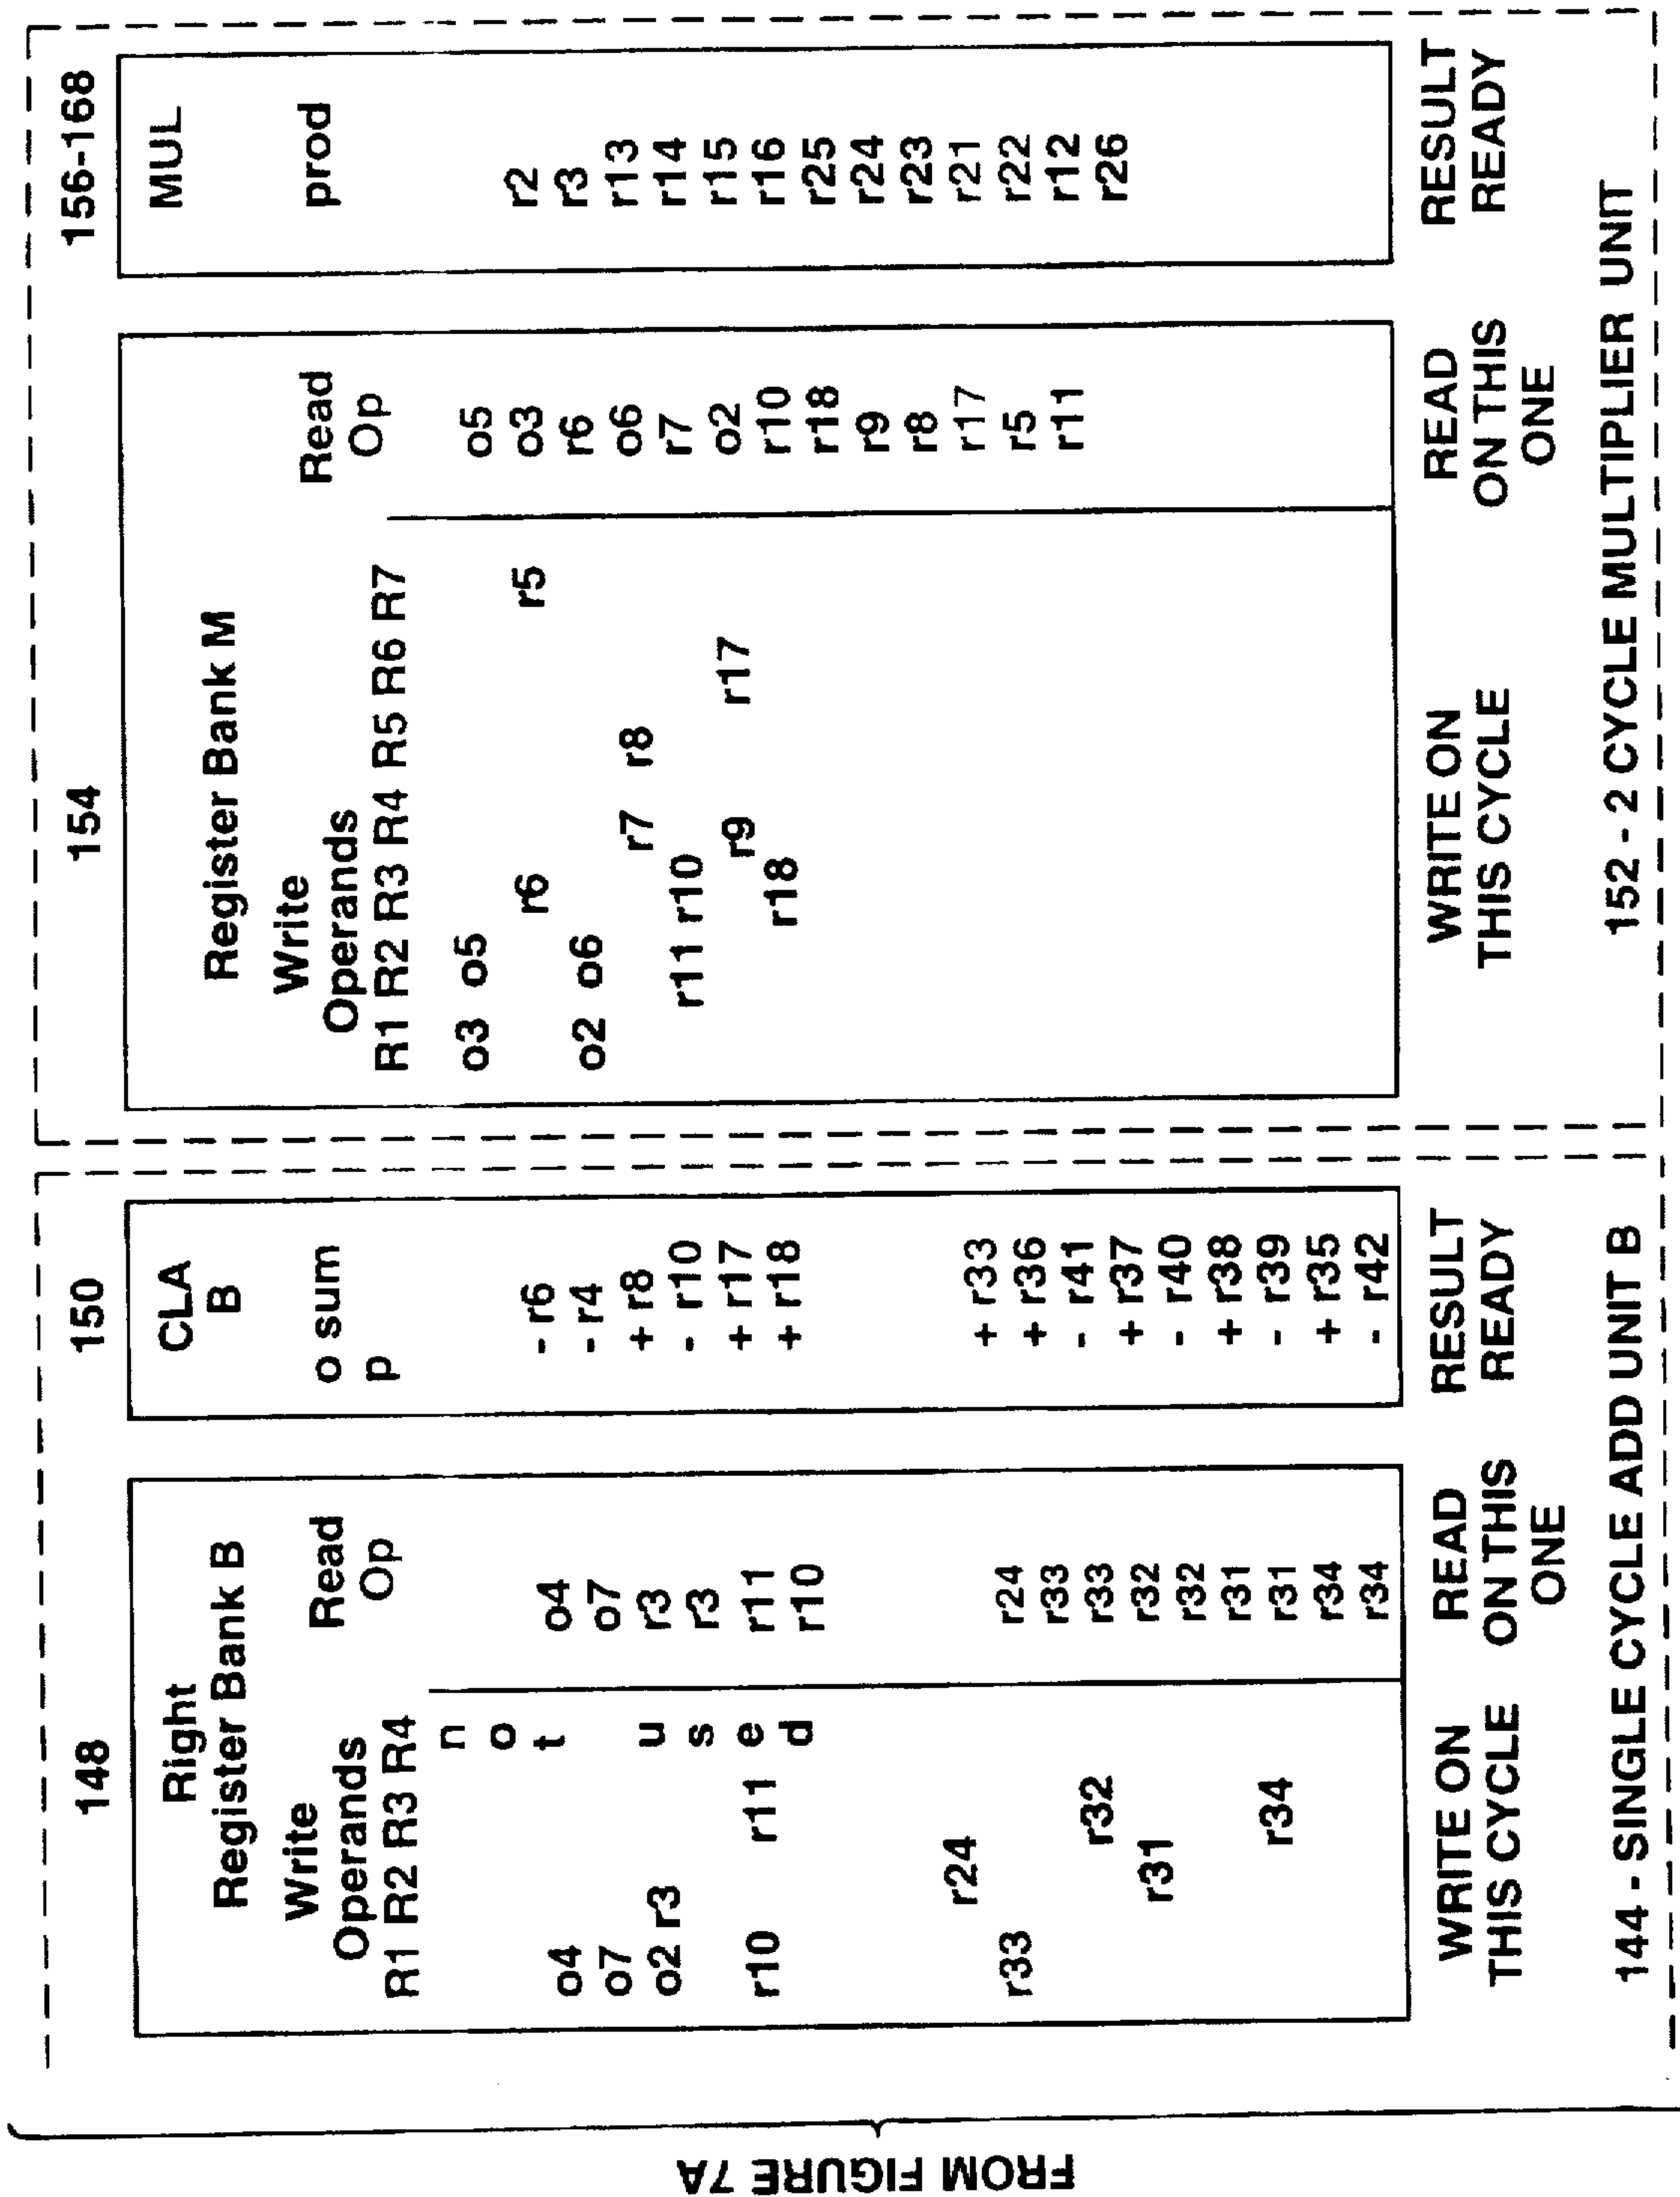 FROM FIGURE 7A
148
Right
Register Bank B
Write
Operands
Read
Op
R1 R2 R3 R4
n
o
o4 t o4
o7 o7
o2 r3 u r3
s r3
r10 r11 e r11
d r10
r24
r33 r24
r33
r32 r33
r31 r32
r32
r31
r34 r31
r34
r34
WRITE ON
THIS CYCLE
READ
ON THIS
ONE
150
CLA
B
o sum
p
- r6
- r4
+ r8
- r10
+ r17
+ r18
+ r33
+ r36
- r41
+ r37
- r40
+ r38
- r39
+ r35
- r42
RESULT
READY
144 - SINGLE CYCLE ADD UNIT B
154
Register Bank M
Write
Operands
Read
Op
R1 R2 R3 R4 R5 R6 R7
o3 o5 o5
r6 r5 o3
o2 o6 r6
r7 r8 o6
r11 r10 r7
r9 r17 o2
r18 r10
r18
r9
r8
r17
r5
r11
WRITE ON
THIS CYCLE
READ
ON THIS
ONE
156-168
MUL
prod
r2
r3
r13
r14
r15
r16
r25
r24
r23
r21
r22
r12
r26
RESULT
READY
152 - 2 CYCLE MULTIPLIER UNIT